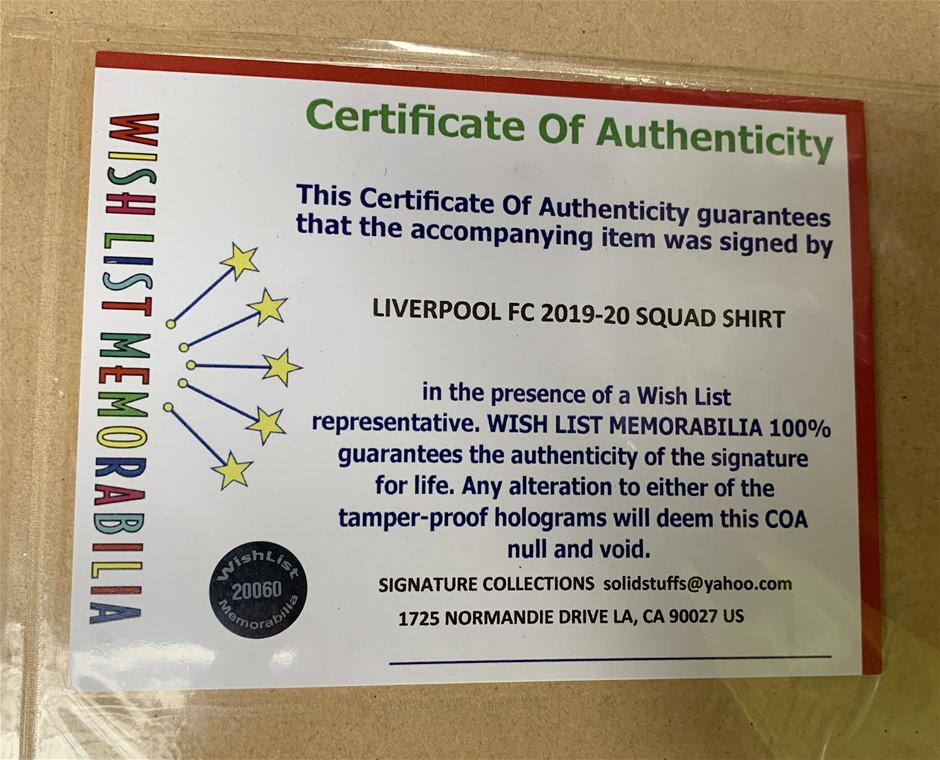 WISH LIST MEMORABILIA
Certificate Of Authenticity
This Certificate Of Authenticity guarantees
that the accompanying item was signed by
LIVERPOOL FC 2019-20 SQUAD SHIRT
in the presence of a Wish List
representative. WISH LIST MEMORABILIA 100%
guarantees the authenticity of the signature
for life. Any alteration to either of the
tamper-proof holograms will deem this COA
null and void.
SIGNATURE COLLECTIONS solidstuffs@yahoo.com
1725 NORMANDIE DRIVE LA, CA 90027 US
WishList
20060
Memorabilia